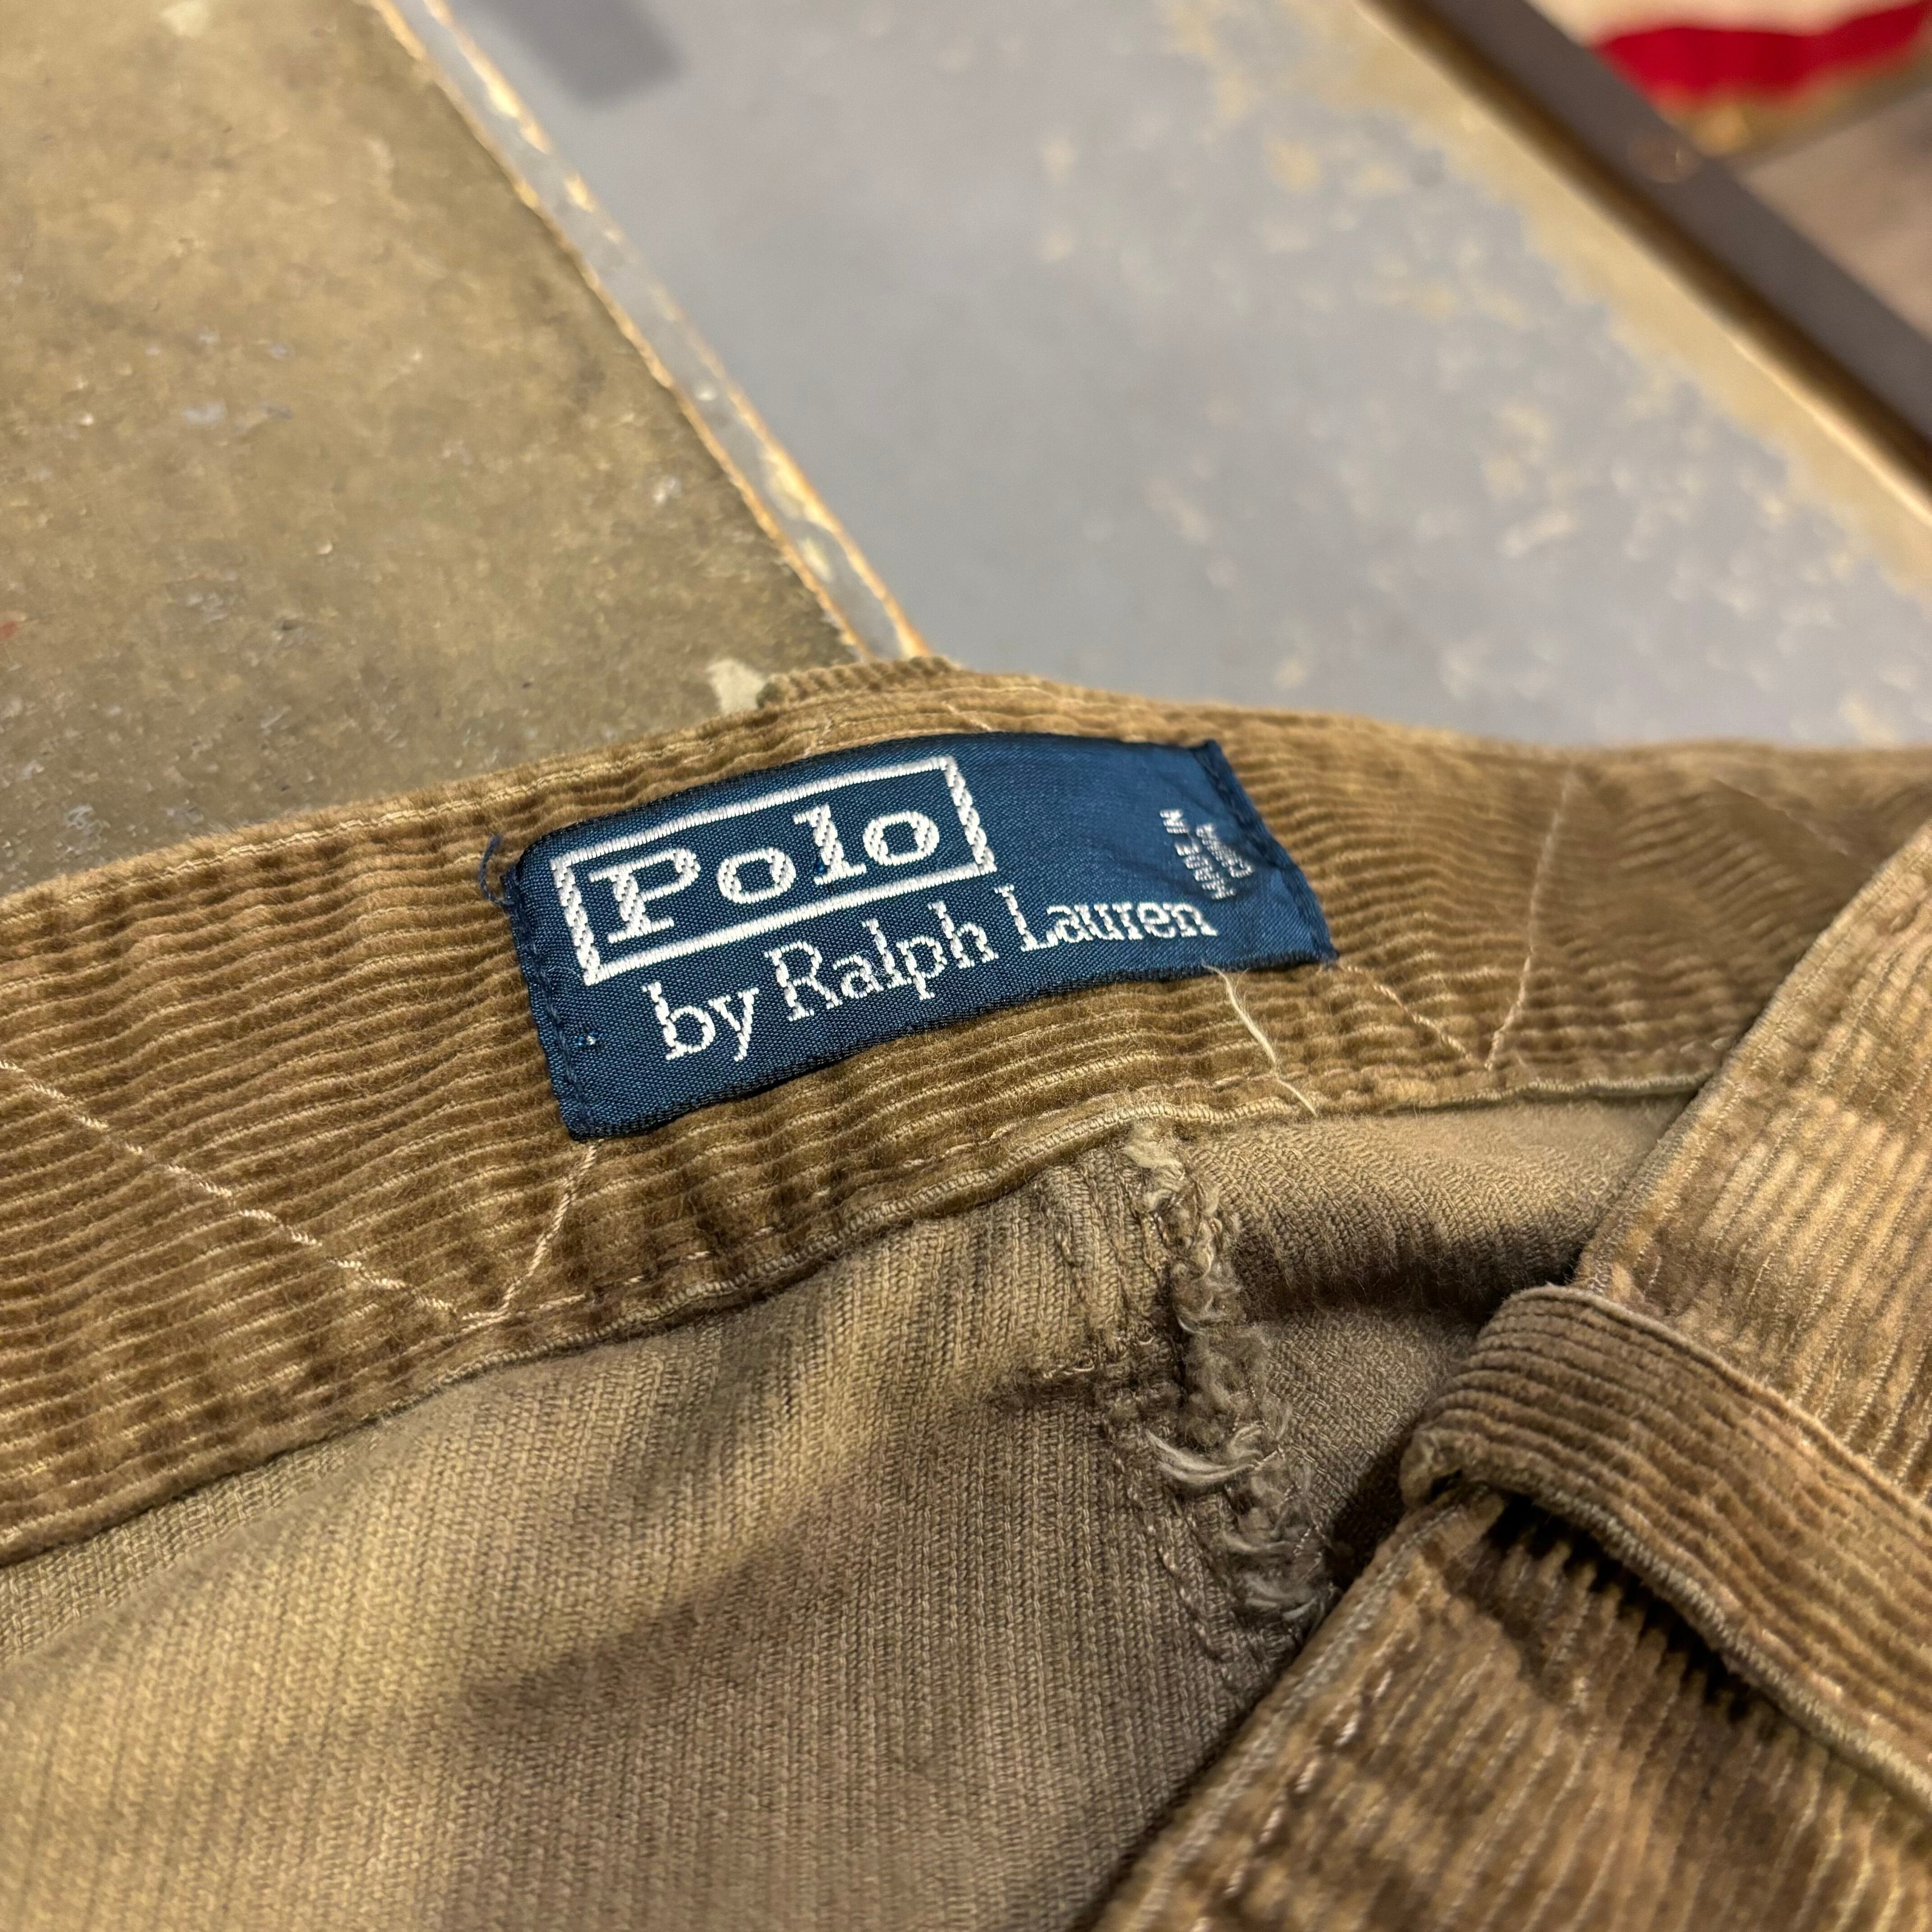 Polo
by Ralph Lauren
MADE IN